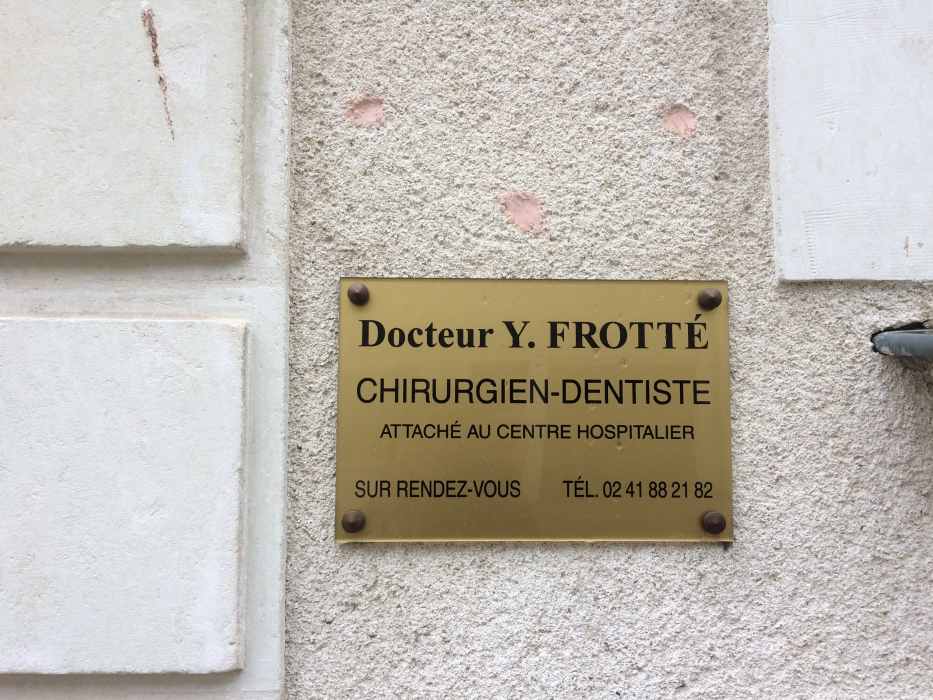 Docteur Y. FROTTÉ
CHIRURGIEN-DENTISTE
ATTACHÉ AU CENTRE HOSPITALIER
SUR RENDEZ-VOUS TÉL. 02 41 88 21 82